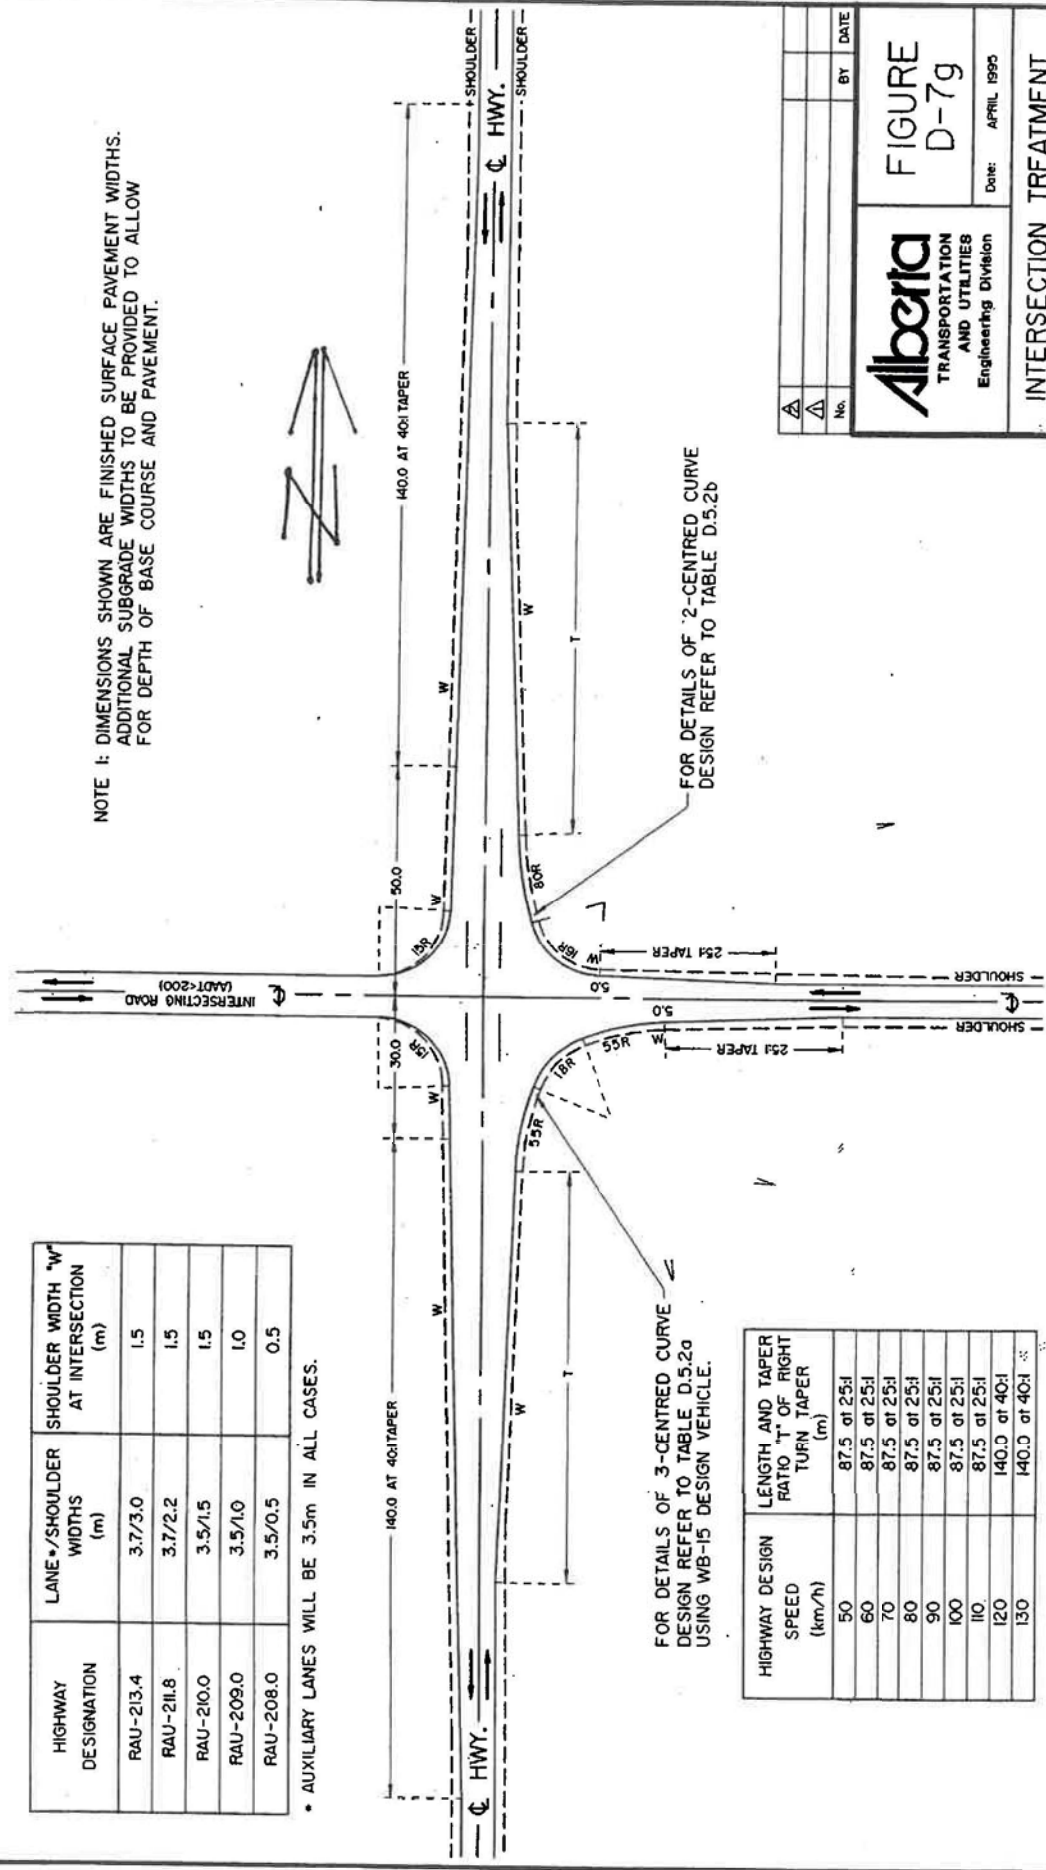 HIGHWAY DESIGNATION
LANE*/SHOULDER WIDTHS (m)
SHOULDER WIDTH "W" AT INTERSECTION (m)
RAU-213.4 3.7/3.0 1.5
RAU-211.8 3.7/2.2 1.5
RAU-210.0 3.5/1.5 1.5
RAU-209.0 3.5/1.0 1.0
RAU-208.0 3.5/0.5 0.5
* AUXILIARY LANES WILL BE 3.5m IN ALL CASES.
NOTE 1: DIMENSIONS SHOWN ARE FINISHED SURFACE PAVEMENT WIDTHS.
ADDITIONAL SUBGRADE WIDTHS TO BE PROVIDED TO ALLOW
FOR DEPTH OF BASE COURSE AND PAVEMENT.
N
INTERSECTING ROAD
(AADT<200)
℄
140.0 AT 40:1 TAPER
30.0
50.0
140.0 AT 40:1 TAPER
15R
15R
W
W
W
W
SHOULDER
℄ HWY.
℄ HWY.
SHOULDER
W
W
T
T
55R
18R
55R
W
80R
16R
W
5.0
5.0
25:1 TAPER
25:1 TAPER
SHOULDER
SHOULDER
℄
FOR DETAILS OF 3-CENTRED CURVE
DESIGN REFER TO TABLE D.5.2a
USING WB-15 DESIGN VEHICLE.
FOR DETAILS OF 2-CENTRED CURVE
DESIGN REFER TO TABLE D.5.2b
HIGHWAY DESIGN SPEED (km/h)
LENGTH AND TAPER RATIO "T" OF RIGHT TURN TAPER (m)
50 87.5 at 25:1
60 87.5 at 25:1
70 87.5 at 25:1
80 87.5 at 25:1
90 87.5 at 25:1
100 87.5 at 25:1
110. 87.5 at 25:1
120 140.0 at 40:1
130 140.0 at 40:1
No. BY DATE
Alberta
TRANSPORTATION
AND UTILITIES
Engineering Division
FIGURE
D-7g
Date: APRIL 1995
INTERSECTION TREATMENT